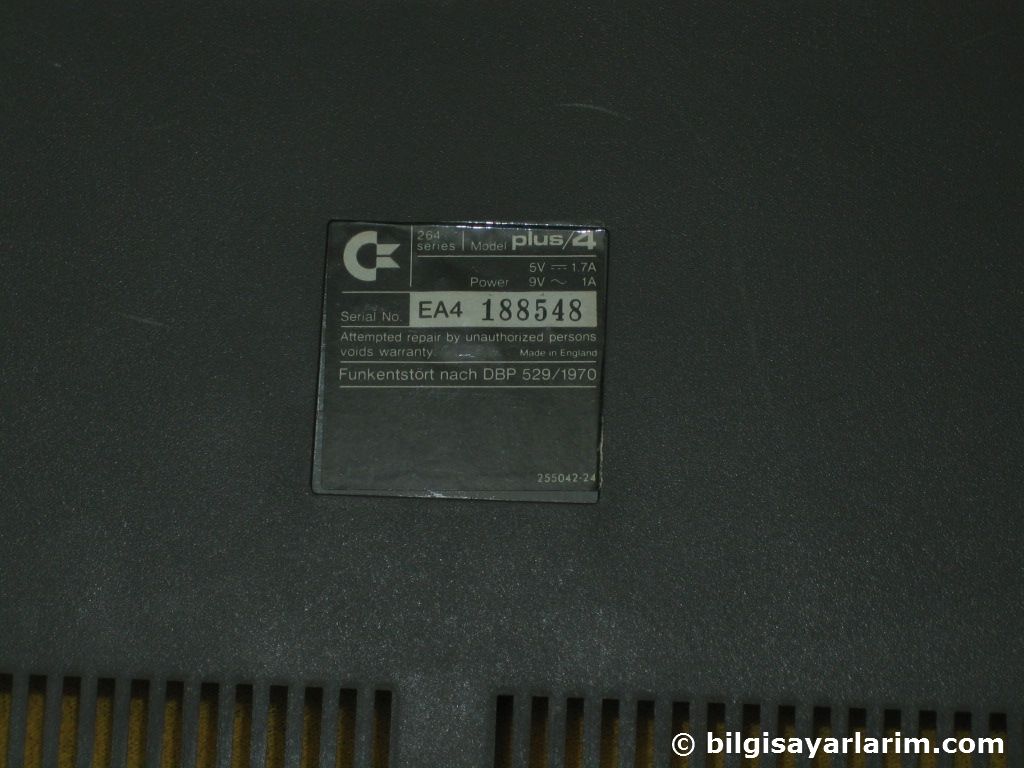 264
series
Model plus/4
5V ⎓ 1.7A
Power 9V ~ 1A
Serial No. EA4 188548
Attempted repair by unauthorized persons
voids warranty. Made in England
Funkentstört nach DBP 529/1970
255042-24
© bilgisayarlarim.com